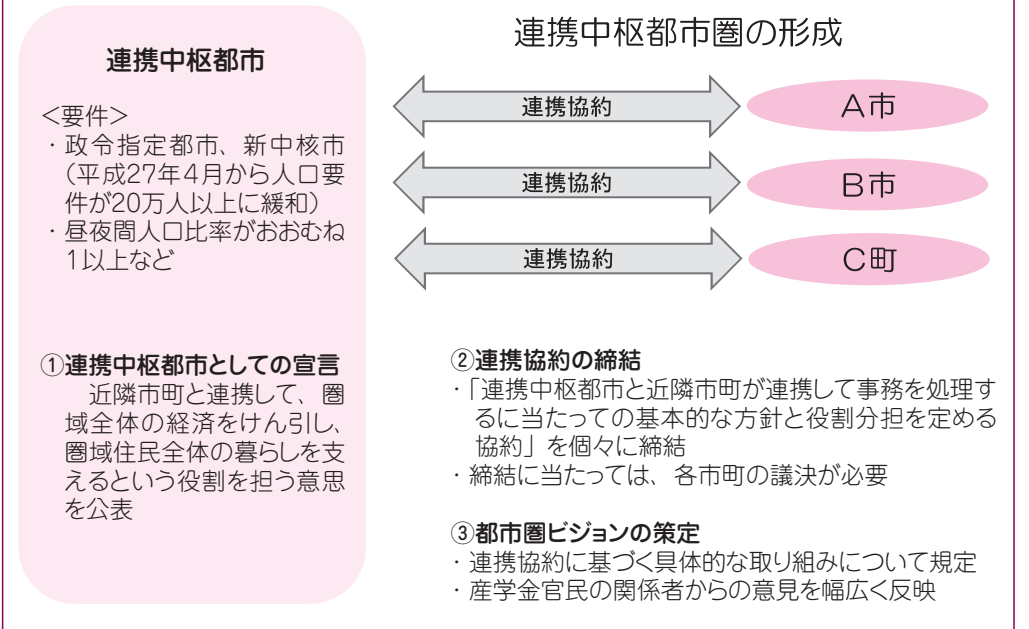 連携中枢都市
<要件>
・政令指定都市、新中核市
(平成27年4月から人口要
件が20万人以上に緩和)
・昼夜間人口比率がおおむね
1以上など
①連携中枢都市としての宣言
近隣市町と連携して、圏
域全体の経済をけん引し、
圏域住民全体の暮らしを支
えるという役割を担う意思
を公表
連携中枢都市圏の形成
連携協約
A市
連携協約
B市
連携協約
C町
②連携協約の締結
・「連携中枢都市と近隣市町が連携して事務を処理す
るに当たっての基本的な方針と役割分担を定める
協約」を個々に締結
・締結に当たっては、各市町の議決が必要
③都市圏ビジョンの策定
・連携協約に基づく具体的な取り組みについて規定
・産学金官民の関係者からの意見を幅広く反映